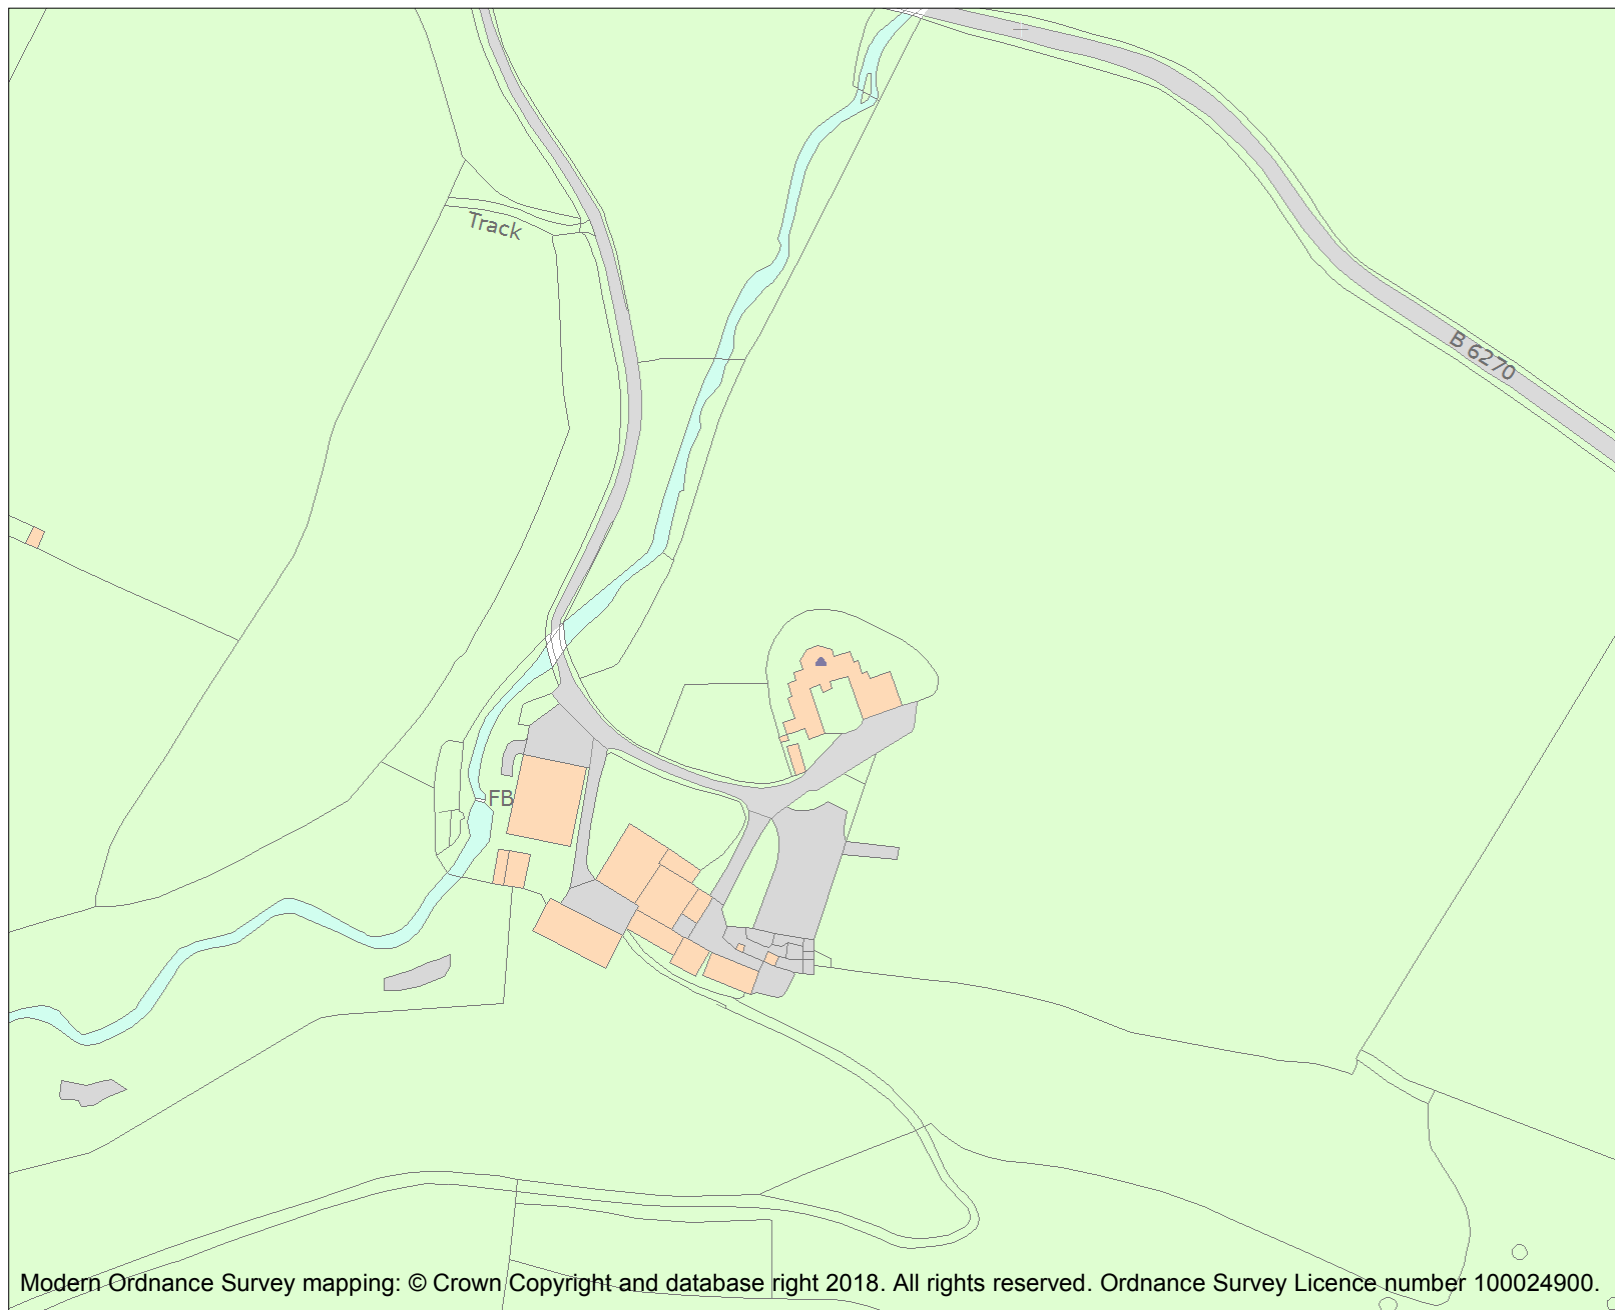 Track
B 6270
FB
Modern Ordnance Survey mapping: © Crown Copyright and database right 2018. All rights reserved. Ordnance Survey Licence number 100024900.